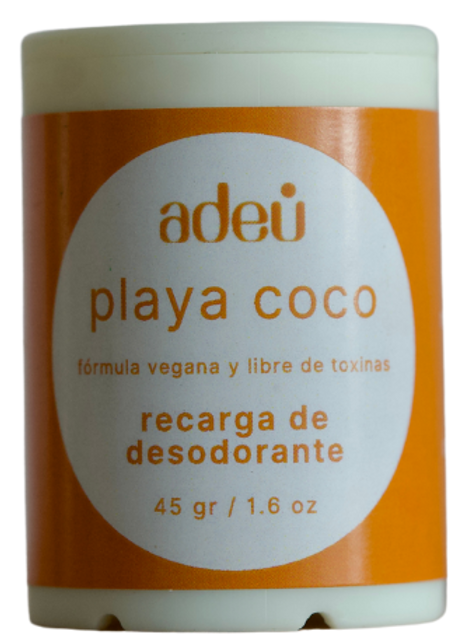 adeu̇
playa coco
fórmula vegana y libre de toxinas
recarga de
desodorante
45 gr / 1.6 oz